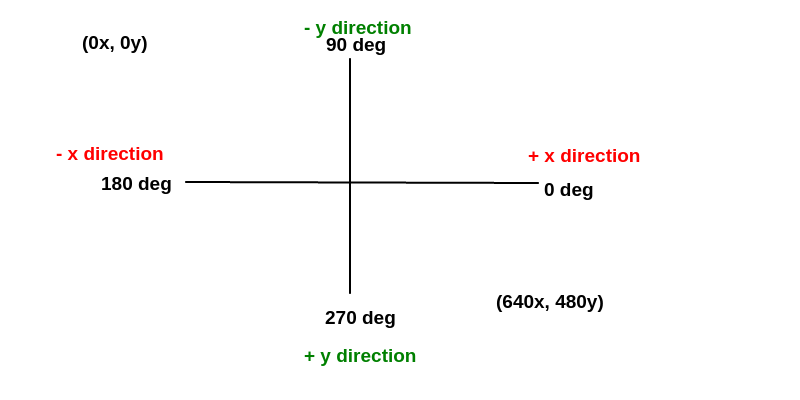 - y direction
(0x, 0y)
90 deg
- x direction
+ x direction
180 deg
0 deg
(640x, 480y)
270 deg
+ y direction